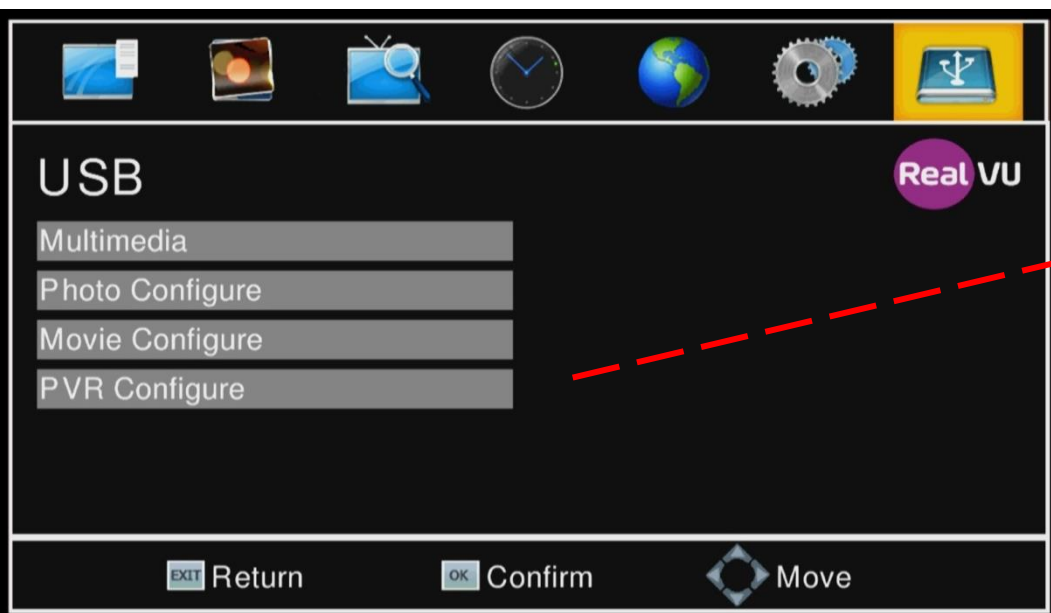 USB
Real VU
Multimedia
Photo Configure
Movie Configure
PVR Configure
EXIT Return OK Confirm Move